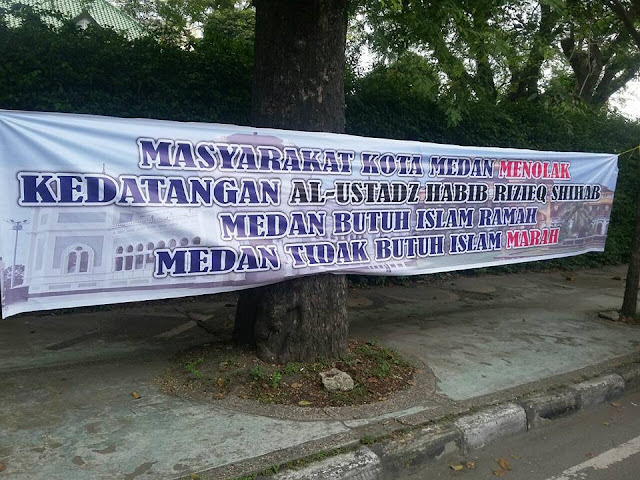 MASYARAKAT KOTA MEDAN MENOLAK
KEDATANGAN AL-USTADZ HABIB RIZIEQ SHIHAB
MEDAN BUTUH ISLAM RAMAH
MEDAN TIDAK BUTUH ISLAM MARAH